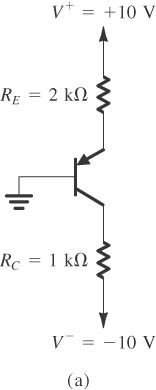 V⁺ = +10 V
R_E = 2 kΩ
R_C = 1 kΩ
V⁻ = −10 V
(a)